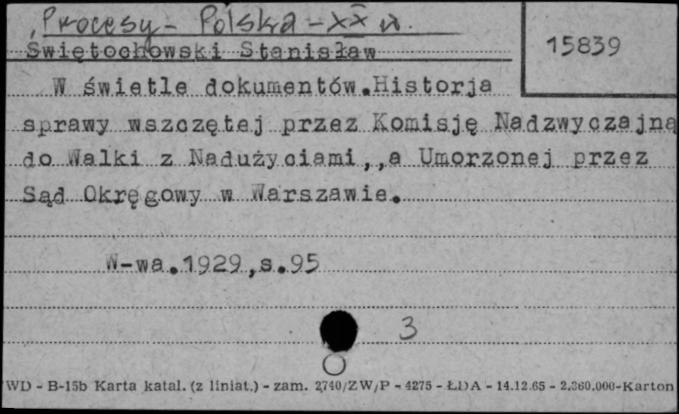 Procesy - Polska - XX w.
15839
Świętochowski Stanisław
W świetle dokumentów.Historja
sprawy wszczętej przez Komisję Nadzwyczajną
do Walki z Nadużyciami,,a Umorzonej przez
Sąd Okręgowy w Warszawie.
W-wa.1929,s.95
3
WD - B-15b Karta katal. (z liniat.) - zam. 2740/ZW/P - 4275 - ŁDA - 14.12.65 - 2.360.000-Karton